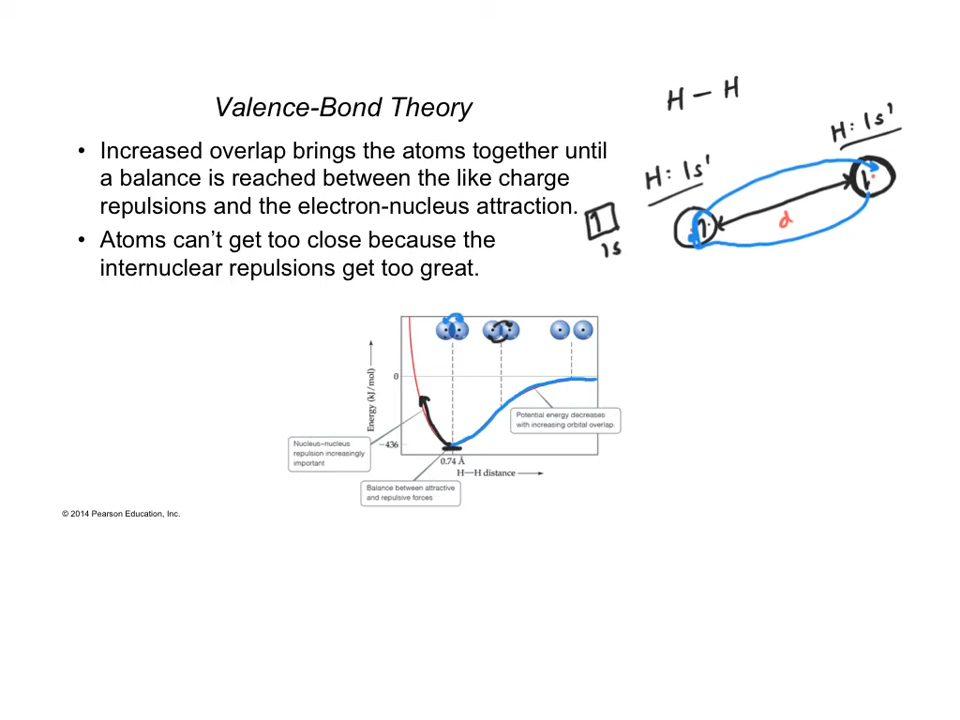 H – H
Valence-Bond Theory
H: 1s¹
• Increased overlap brings the atoms together until
a balance is reached between the like charge
repulsions and the electron-nucleus attraction.
H: 1s¹
d
1
1s
• Atoms can’t get too close because the
internuclear repulsions get too great.
0
Energy (kJ/mol)
Potential energy decreases
with increasing orbital overlap.
Nucleus–nucleus
repulsion increasingly
important
−436
0.74 Å
H—H distance
Balance between attractive
and repulsive forces
© 2014 Pearson Education, Inc.